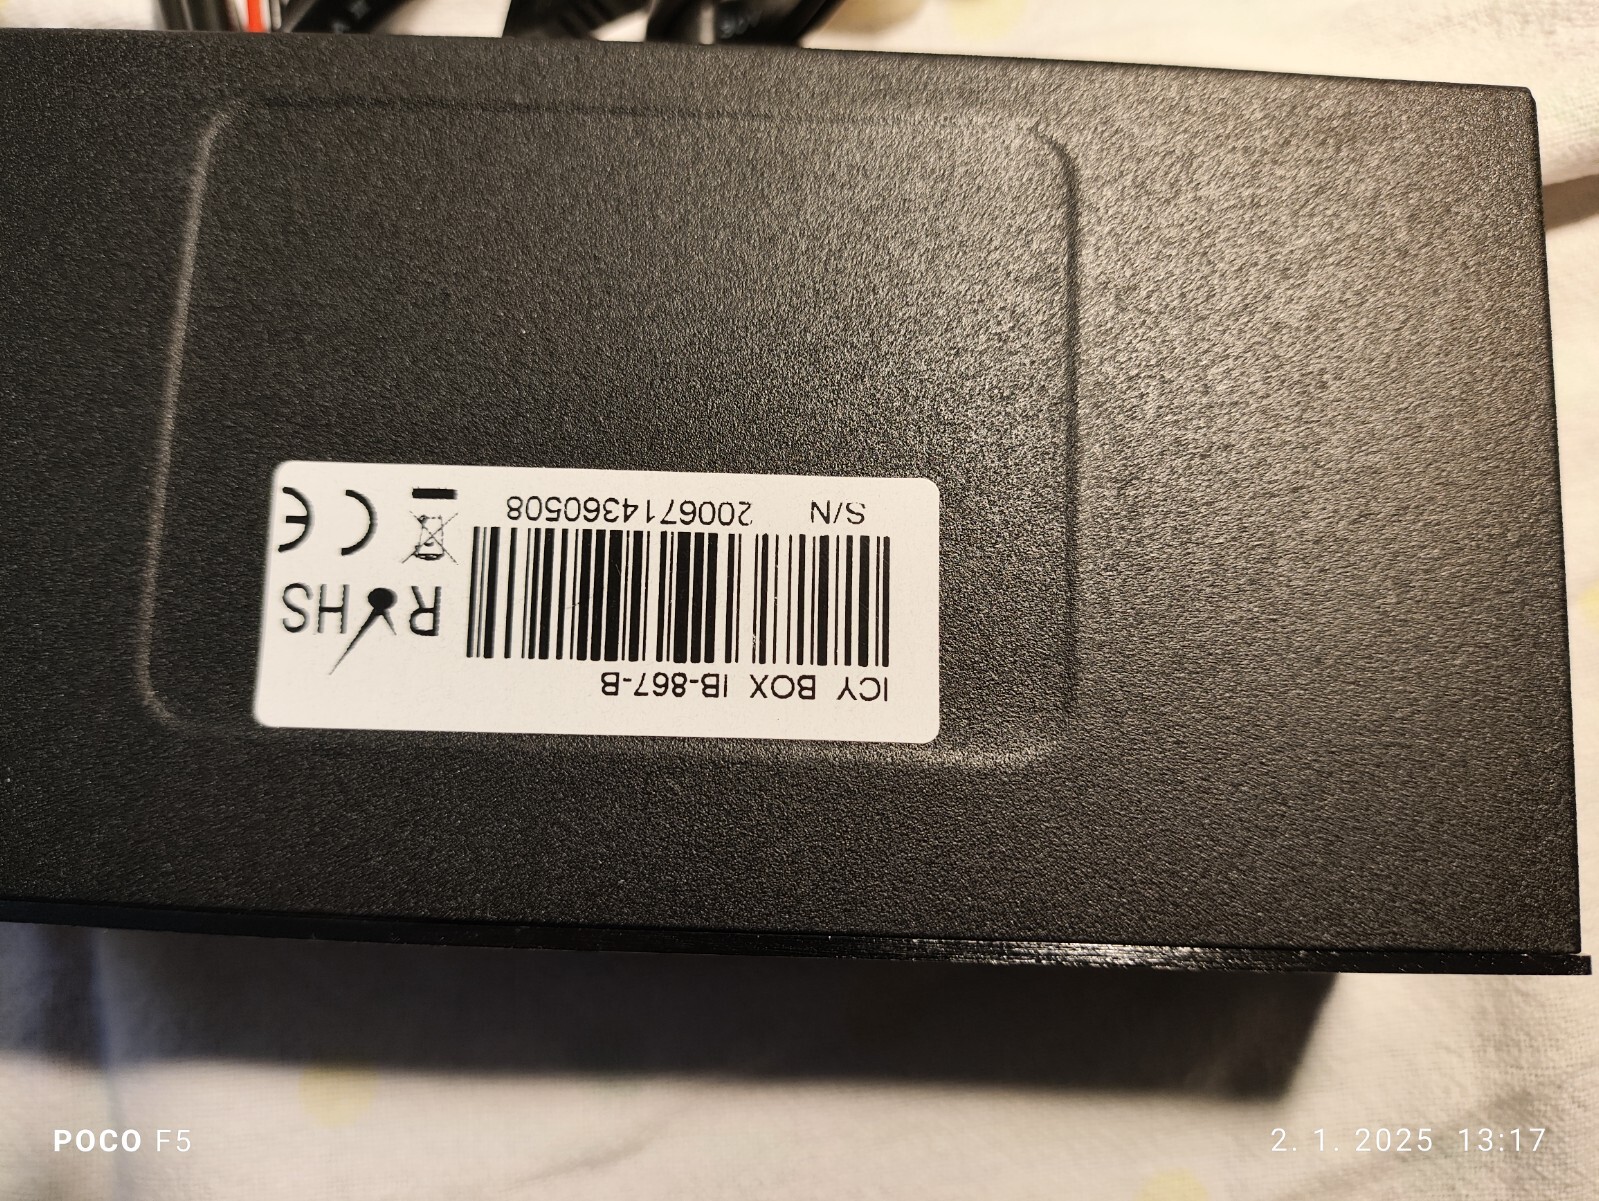 ICY BOX IB-867-B
S/N 2006714360508
RoHS
CE
POCO F5
2. 1. 2025 13:17